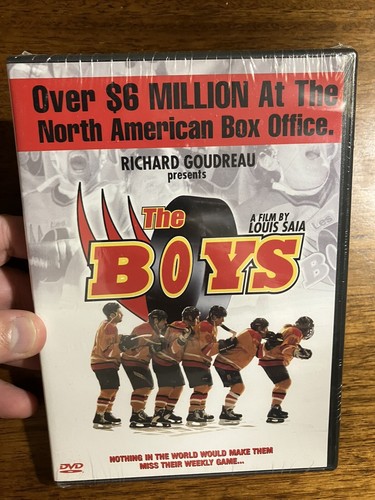 Over $6 MILLION At The
North American Box Office.
RICHARD GOUDREAU
presents
The
A FILM BY
LOUIS SAIA
BOYS
NOTHING IN THE WORLD WOULD MAKE THEM
MISS THEIR WEEKLY GAME...
DVD